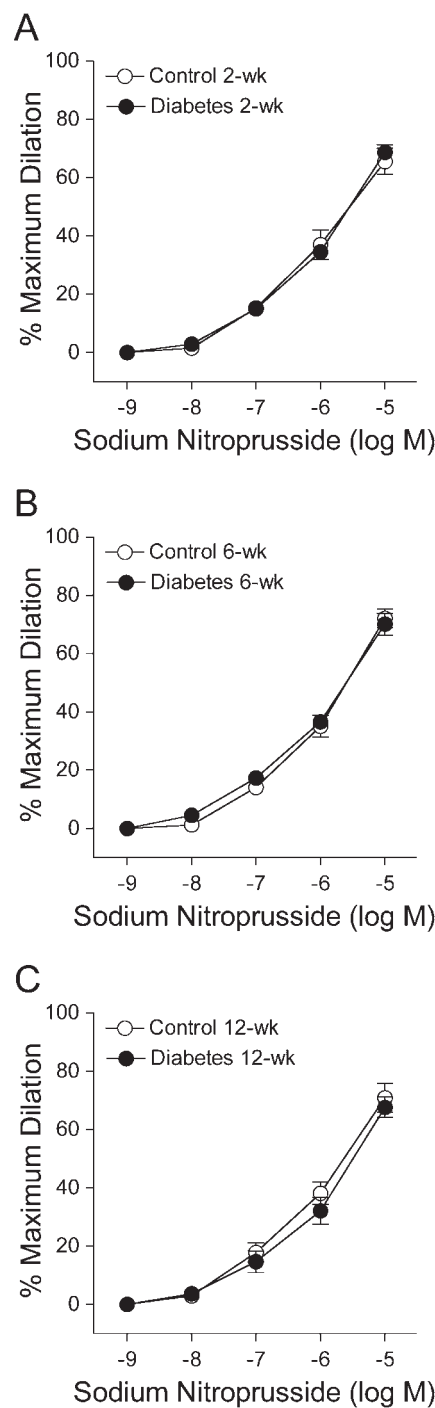 A
Control 2-wk
Diabetes 2-wk
100
80
60
40
20
0
% Maximum Dilation
-9 -8 -7 -6 -5
Sodium Nitroprusside (log M)
B
Control 6-wk
Diabetes 6-wk
100
80
60
40
20
0
% Maximum Dilation
-9 -8 -7 -6 -5
Sodium Nitroprusside (log M)
C
Control 12-wk
Diabetes 12-wk
100
80
60
40
20
0
% Maximum Dilation
-9 -8 -7 -6 -5
Sodium Nitroprusside (log M)